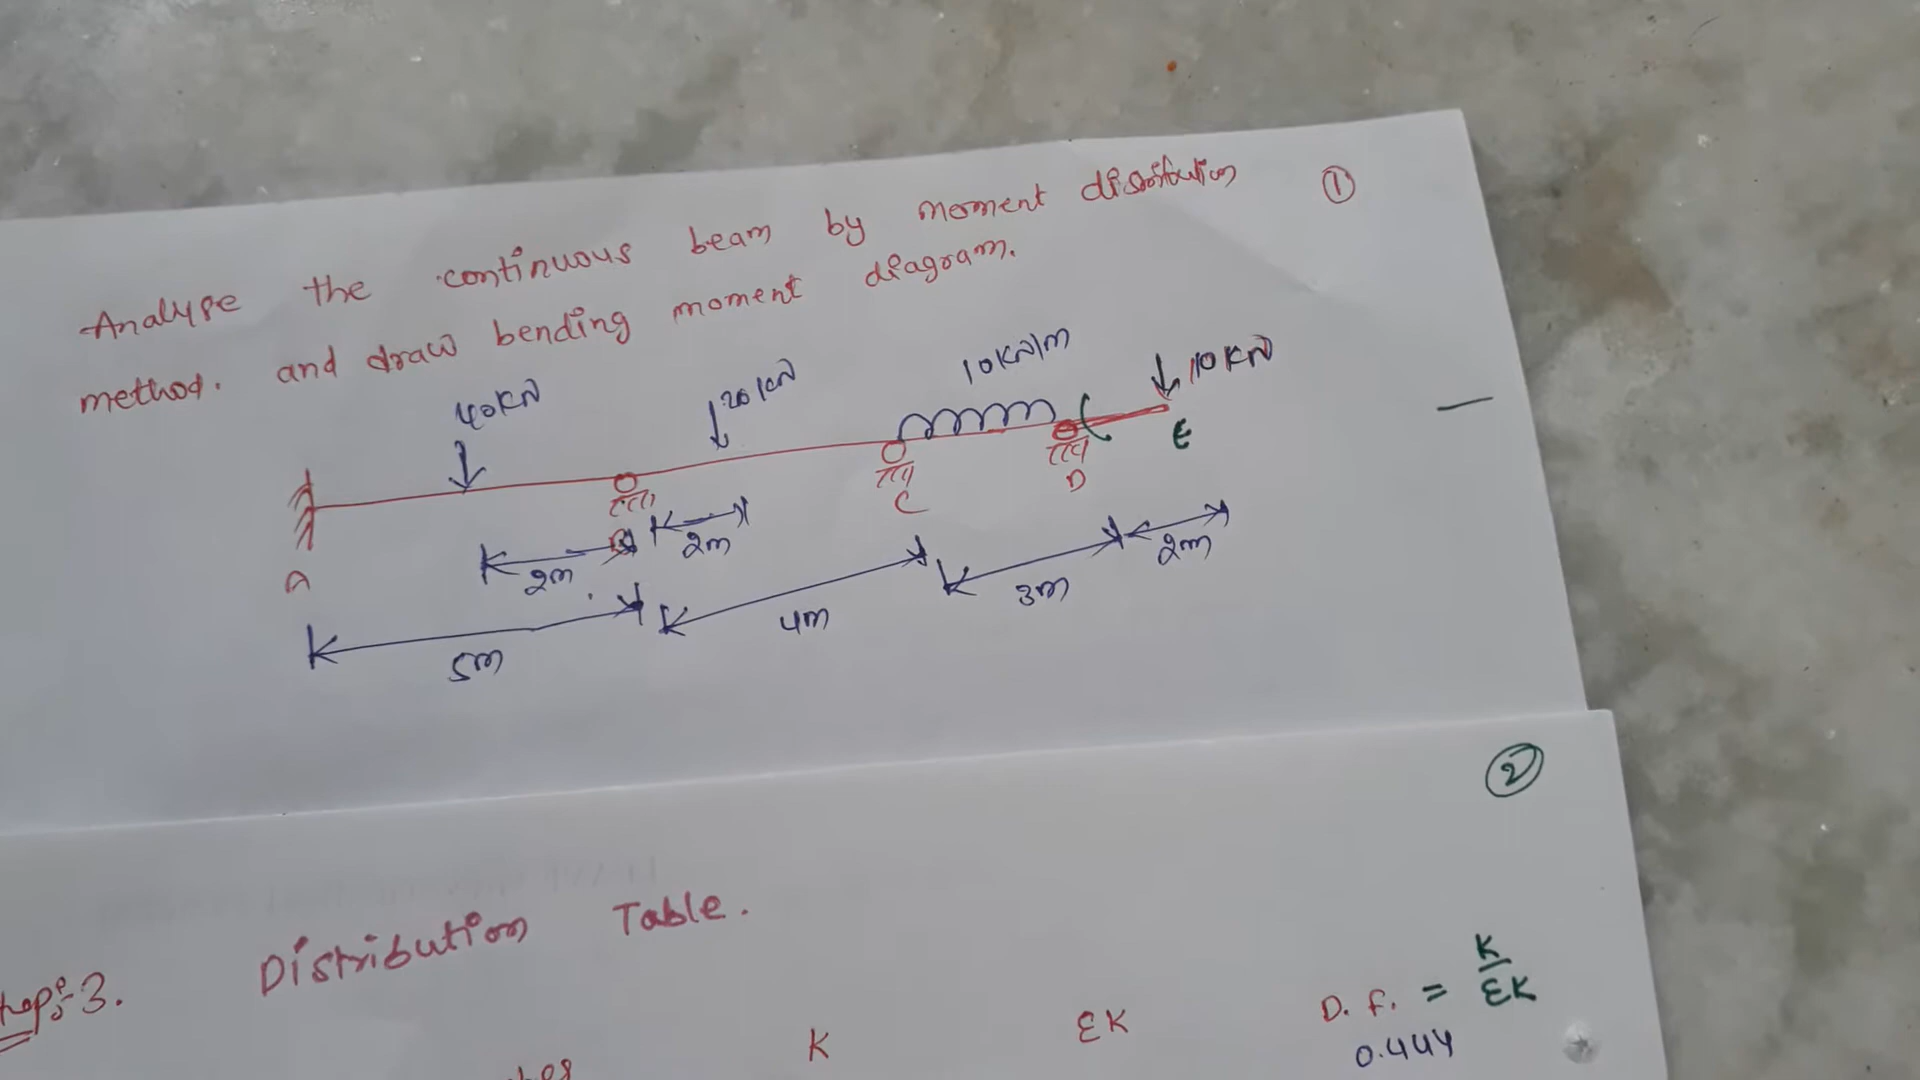 ①
Analyse the continuous beam by moment distribution
method. and draw bending moment diagram.
40KN
20KN
10KN/m
10KN
A
B
C
D
E
2m
2m
5m
4m
3m
2m
②
Distribution Table.
K
ΣK
D.F. = K/ΣK
0.444